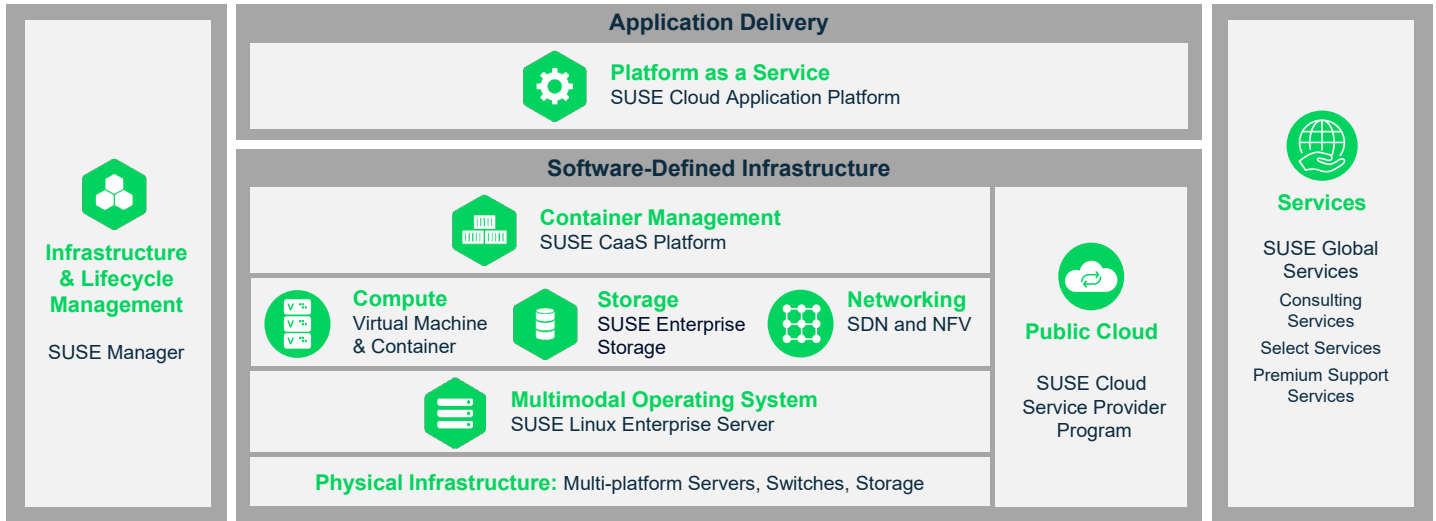 Infrastructure
& Lifecycle
Management
SUSE Manager
Application Delivery
Platform as a Service
SUSE Cloud Application Platform
Software-Defined Infrastructure
Container Management
SUSE CaaS Platform
Compute
Virtual Machine
& Container
Storage
SUSE Enterprise
Storage
Networking
SDN and NFV
Multimodal Operating System
SUSE Linux Enterprise Server
Physical Infrastructure: Multi-platform Servers, Switches, Storage
Public Cloud
SUSE Cloud
Service Provider
Program
Services
SUSE Global
Services
Consulting
Services
Select Services
Premium Support
Services